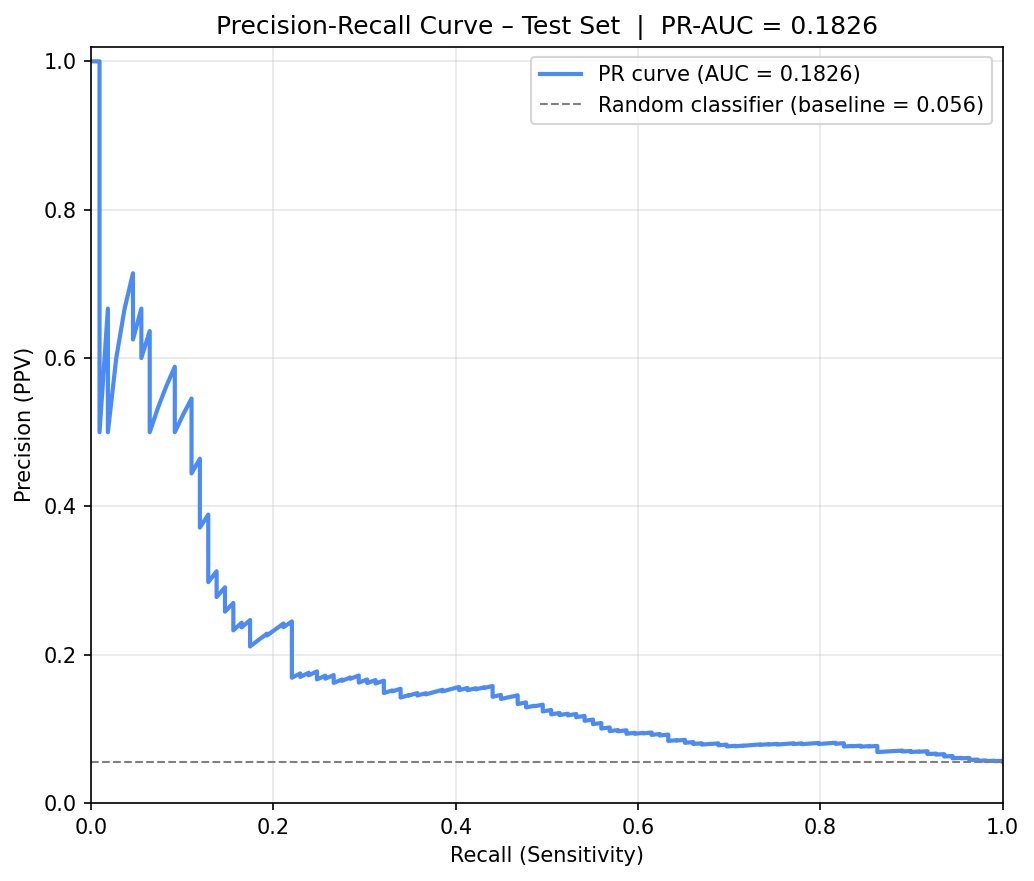 Precision-Recall Curve – Test Set | PR-AUC = 0.1826
PR curve (AUC = 0.1826)
Random classifier (baseline = 0.056)
Precision (PPV)
1.0
0.8
0.6
0.4
0.2
0.0
0.0 0.2 0.4 0.6 0.8 1.0
Recall (Sensitivity)